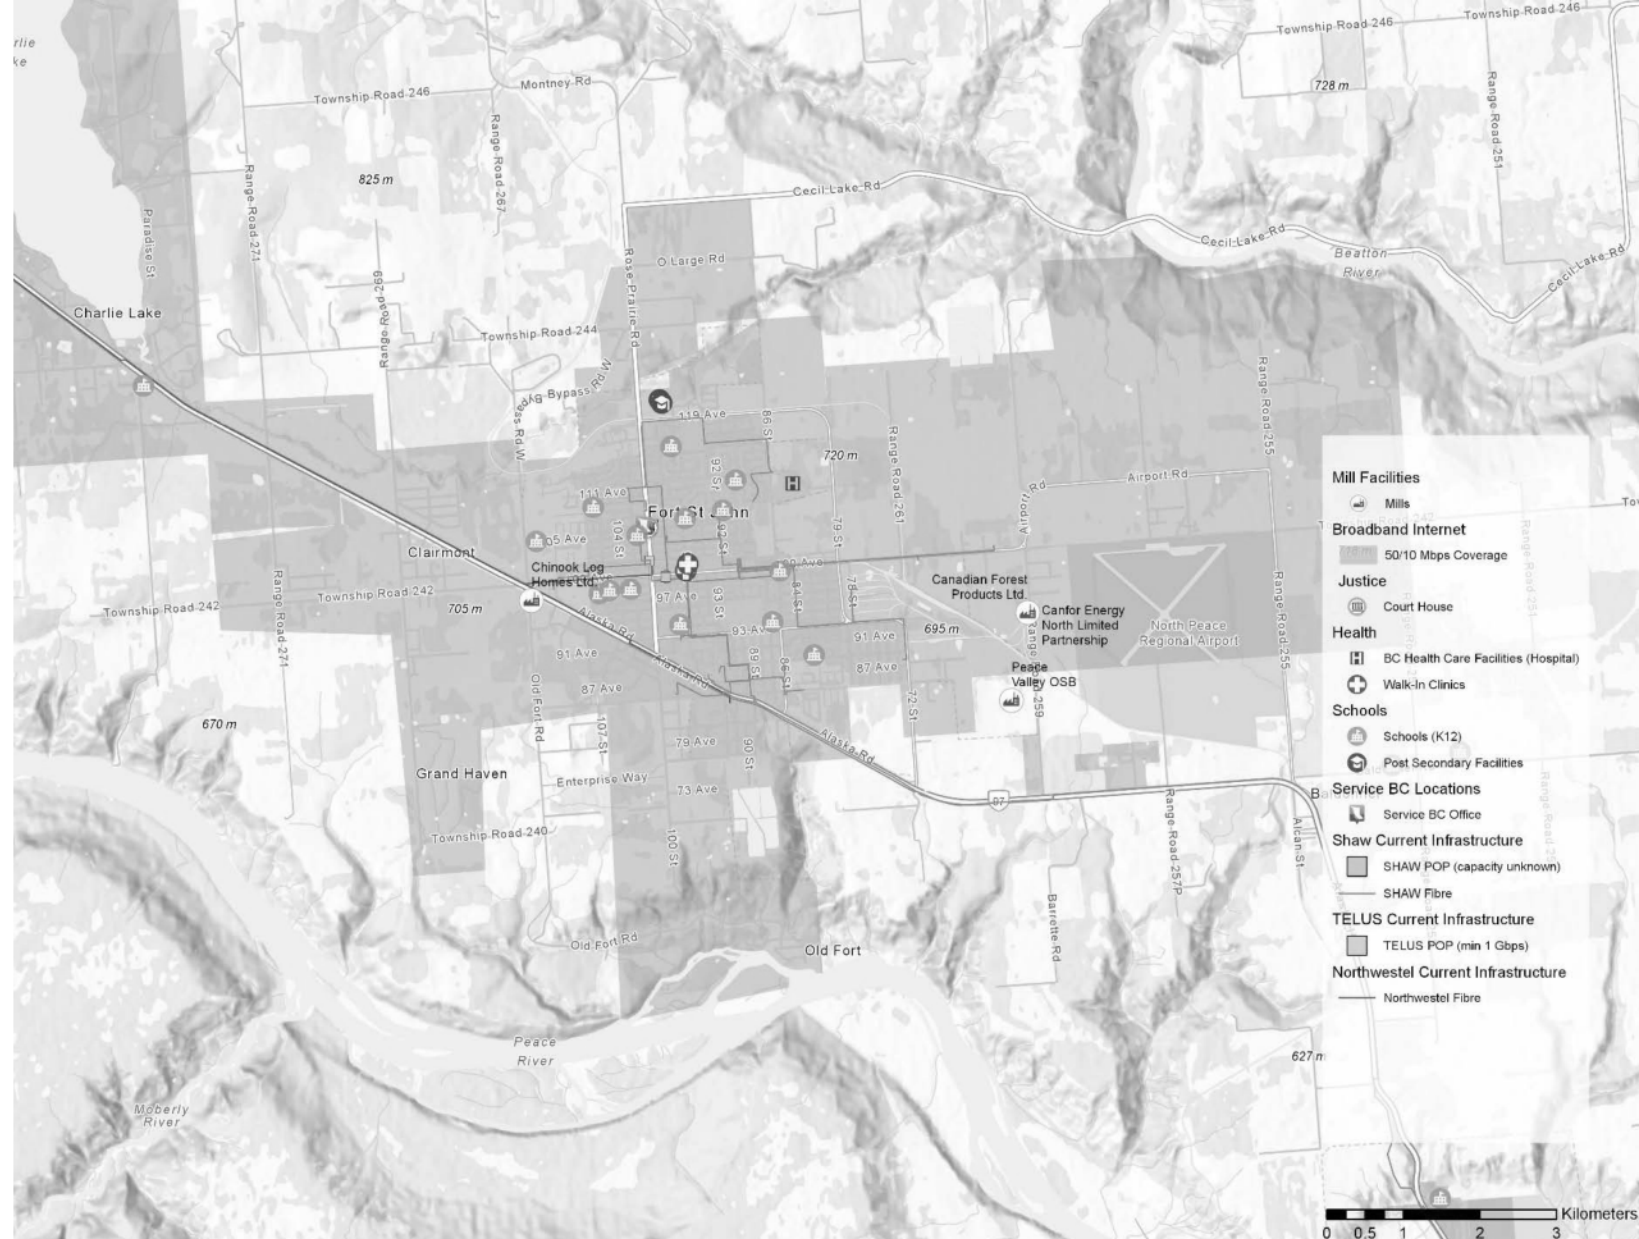 Township Road 246
Township Road 246
728 m
Montney Rd
Township Road 246
Range Road 251
Range Road 267
825 m
Range Road 271
Cecil Lake Rd
Paradise St
Cecil Lake Rd
Beatton
River
Cecil Lake Rd
Rose Prairie Rd
O Large Rd
Range Road 269
Charlie Lake
Township Road 244
Bypass Rd W
Bypass Rd W
Range Road 255
119 Ave
86 St
720 m
Range Road 261
92 St
Airport Rd
Airport Rd
111 Ave
Fort St John
104 St
92 St
79 St
105 Ave
Clairmont
Chinook Log
Homes Ltd.
Canadian Forest
Products Ltd.
Township Road 242
Township Road 242
705 m
97 Ave
93 St
84 St
78 St
Canfor Energy
North Limited
Partnership
North Peace
Regional Airport
Range Road 255
Alaska Rd
93 Ave
695 m
91 Ave
91 Ave
89 St
86 St
87 Ave
Alaska Rd
Peace
Valley OSB
Range Road 259
Range Road 271
87 Ave
Old Fort Rd
72 St
670 m
107 St
79 Ave
90 St
Alaska Rd
Grand Haven
Enterprise Way
73 Ave
97
Township Road 240
100 St
Range Road 257P
Alcan St
Barrette Rd
Old Fort Rd
Old Fort
Peace
River
627 m
Moberly
River
Mill Facilities
Mills
Broadband Internet
50/10 Mbps Coverage
Justice
Court House
Health
BC Health Care Facilities (Hospital)
Walk-In Clinics
Schools
Schools (K12)
Post Secondary Facilities
Service BC Locations
Service BC Office
Shaw Current Infrastructure
SHAW POP (capacity unknown)
SHAW Fibre
TELUS Current Infrastructure
TELUS POP (min 1 Gbps)
Northwestel Current Infrastructure
Northwestel Fibre
Kilometers
0 0.5 1 2 3